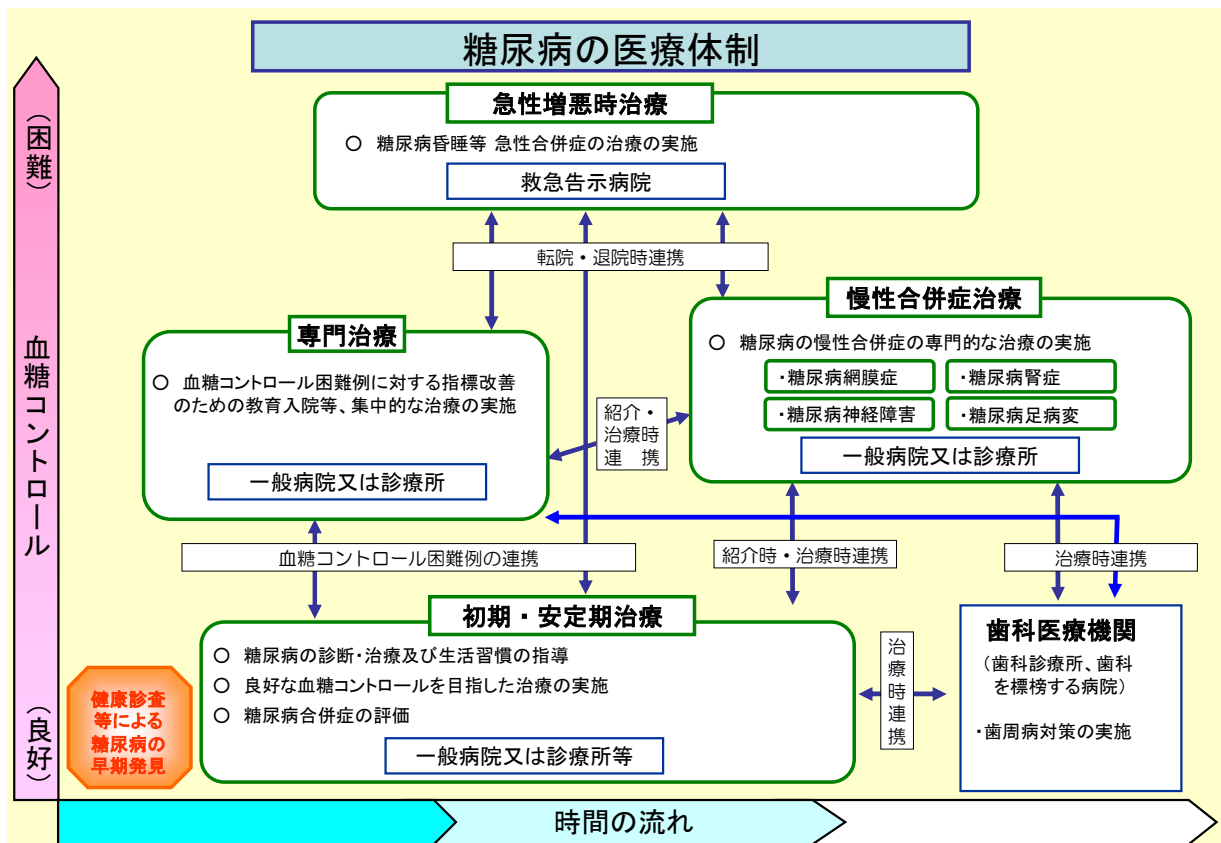 糖尿病の医療体制
（困難）
血糖コントロール
（良好）
急性増悪時治療
○ 糖尿病昏睡等 急性合併症の治療の実施
救急告示病院
転院・退院時連携
専門治療
○ 血糖コントロール困難例に対する指標改善
のための教育入院等、集中的な治療の実施
一般病院又は診療所
紹介・
治療時
連 携
慢性合併症治療
○ 糖尿病の慢性合併症の専門的な治療の実施
・糖尿病網膜症
・糖尿病腎症
・糖尿病神経障害
・糖尿病足病変
一般病院又は診療所
血糖コントロール困難例の連携
紹介時・治療時連携
治療時連携
初期・安定期治療
○ 糖尿病の診断・治療及び生活習慣の指導
○ 良好な血糖コントロールを目指した治療の実施
○ 糖尿病合併症の評価
一般病院又は診療所等
治療時連携
歯科医療機関
（歯科診療所、歯科
を標榜する病院）
・歯周病対策の実施
健康診査
等による
糖尿病の
早期発見
時間の流れ